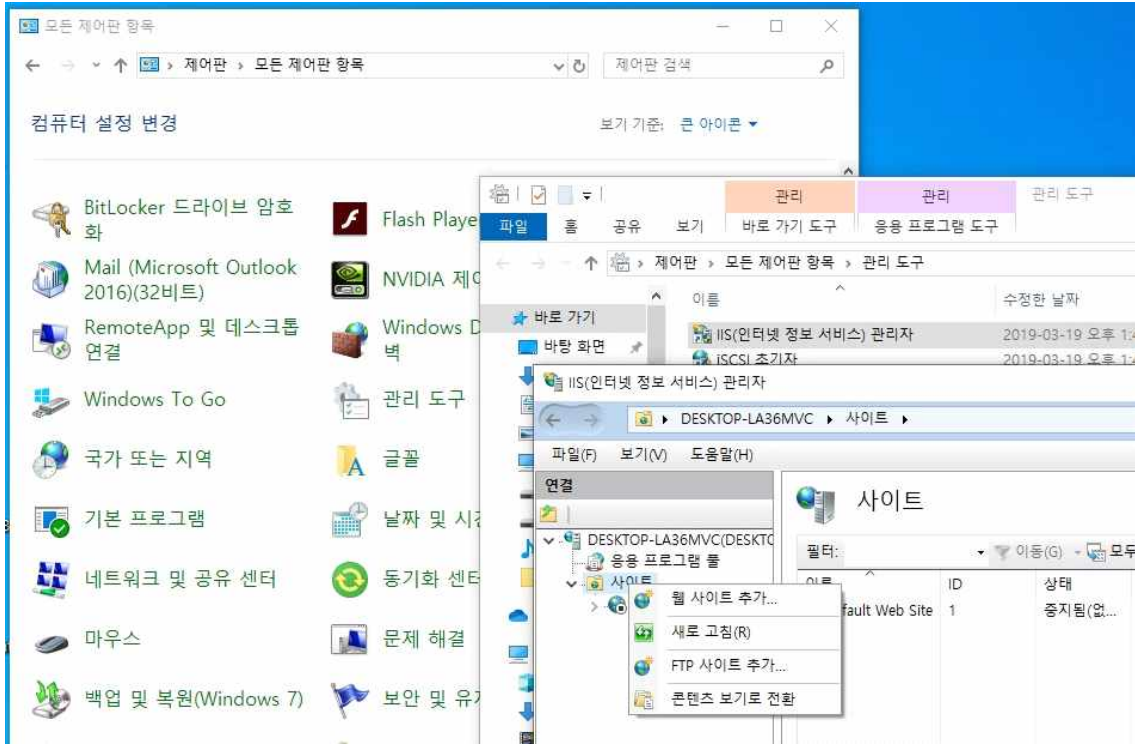 모든 제어판 항목
제어판 › 모든 제어판 항목
제어판 검색
컴퓨터 설정 변경
보기 기준: 큰 아이콘
BitLocker 드라이브 암호
화
Flash Playe
Mail (Microsoft Outlook
2016)(32비트)
NVIDIA 제어
RemoteApp 및 데스크톱
연결
Windows D
벽
Windows To Go
관리 도구
국가 또는 지역
글꼴
기본 프로그램
날짜 및 시간
네트워크 및 공유 센터
동기화 센터
마우스
문제 해결
백업 및 복원(Windows 7)
보안 및 유지
관리
관리
관리 도구
파일
홈
공유
보기
바로 가기 도구
응용 프로그램 도구
제어판 › 모든 제어판 항목 › 관리 도구
이름
수정한 날짜
바로 가기
바탕 화면
IIS(인터넷 정보 서비스) 관리자
2019-03-19 오후 1:4
iSCSI 초기자
2019-03-19 오후 1:4
IIS(인터넷 정보 서비스) 관리자
DESKTOP-LA36MVC
사이트
파일(F)
보기(V)
도움말(H)
연결
DESKTOP-LA36MVC(DESKTO
응용 프로그램 풀
사이트
웹 사이트 추가...
새로 고침(R)
FTP 사이트 추가...
콘텐츠 보기로 전환
사이트
필터:
이동(G)
모두
이름
ID
상태
fault Web Site
1
중지됨(없...